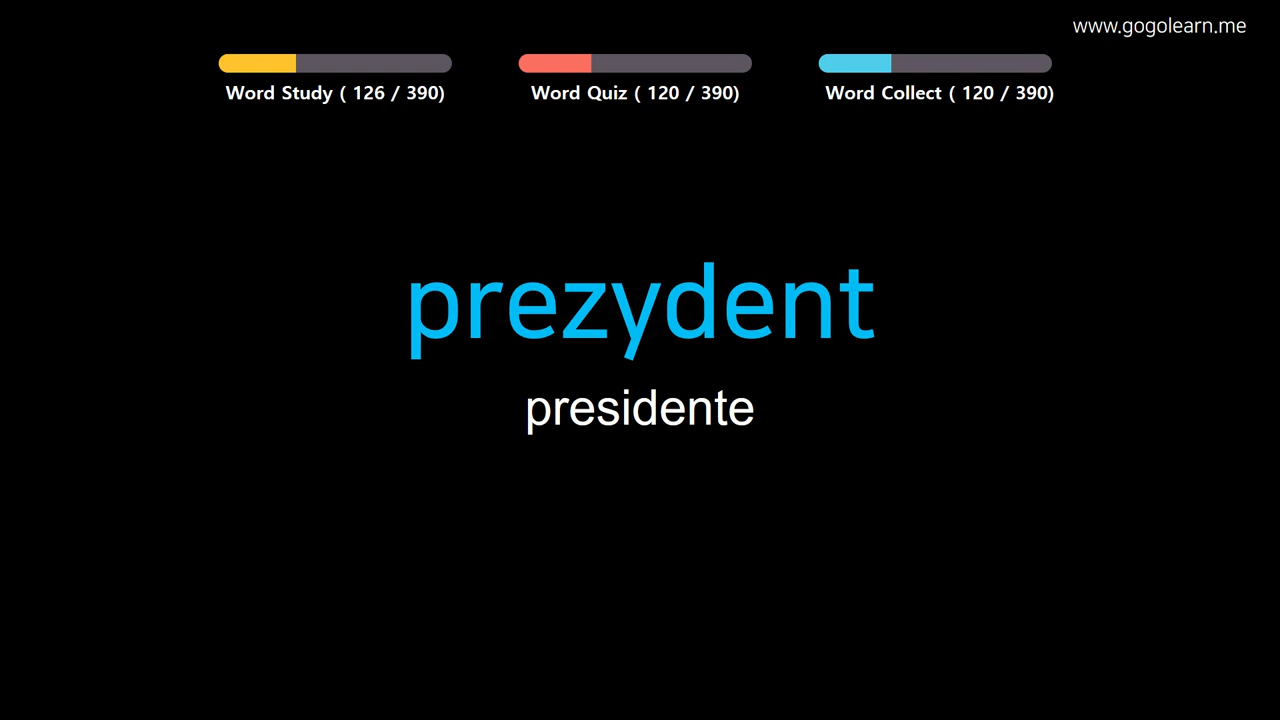 www.gogolearn.me
Word Study ( 126 / 390)
Word Quiz ( 120 / 390)
Word Collect ( 120 / 390)
prezydent
presidente